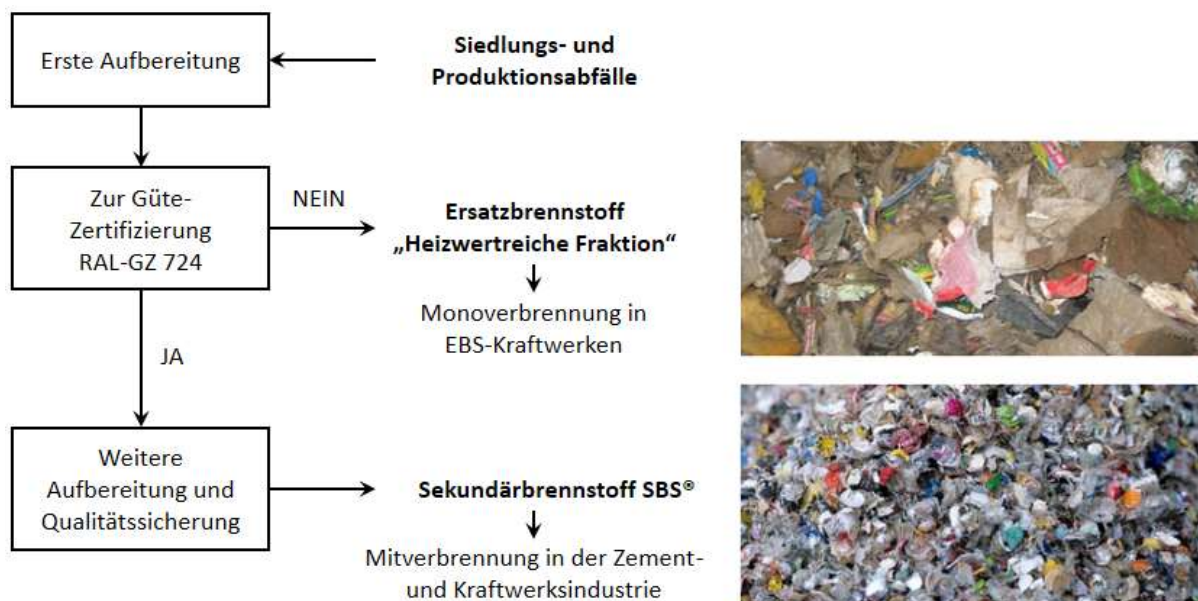 Erste Aufbereitung
Siedlungs- und
Produktionsabfälle
Zur Güte-
Zertifizierung
RAL-GZ 724
NEIN
Ersatzbrennstoff
„Heizwertreiche Fraktion“
Monoverbrennung in
EBS-Kraftwerken
JA
Weitere
Aufbereitung und
Qualitätssicherung
Sekundärbrennstoff SBS®
Mitverbrennung in der Zement-
und Kraftwerksindustrie